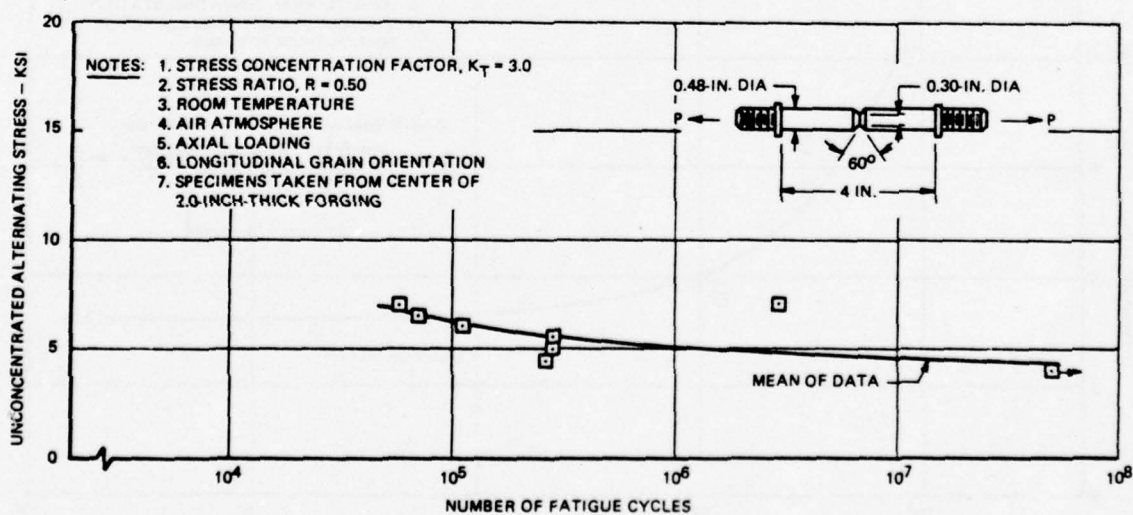 20
15
10
5
0
UNCONCENTRATED ALTERNATING STRESS – KSI
NOTES: 1. STRESS CONCENTRATION FACTOR, K_T = 3.0
2. STRESS RATIO, R = 0.50
3. ROOM TEMPERATURE
4. AIR ATMOSPHERE
5. AXIAL LOADING
6. LONGITUDINAL GRAIN ORIENTATION
7. SPECIMENS TAKEN FROM CENTER OF
2.0-INCH-THICK FORGING
0.48-IN. DIA
0.30-IN. DIA
P
P
60°
4 IN.
MEAN OF DATA
10⁴
10⁵
10⁶
10⁷
10⁸
NUMBER OF FATIGUE CYCLES